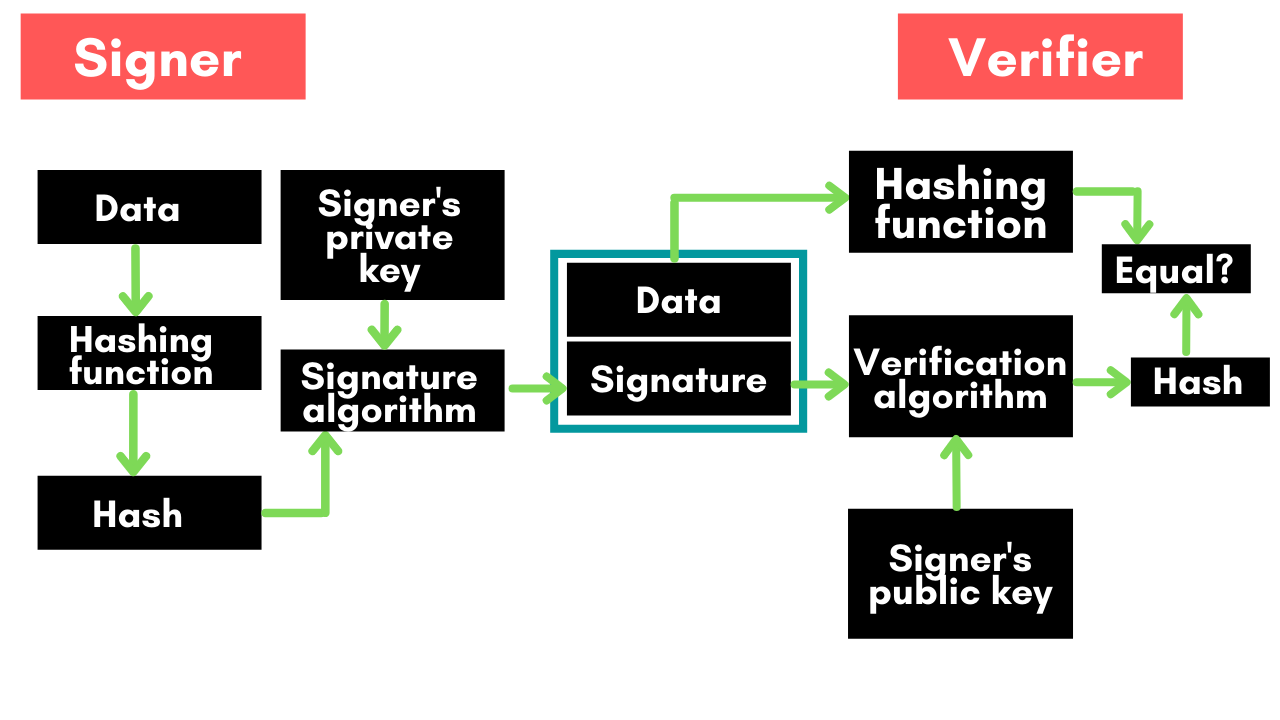 Signer
Verifier
Data
Hashing
function
Hash
Signer's
private
key
Signature
algorithm
Data
Signature
Hashing
function
Verification
algorithm
Signer's
public key
Equal?
Hash